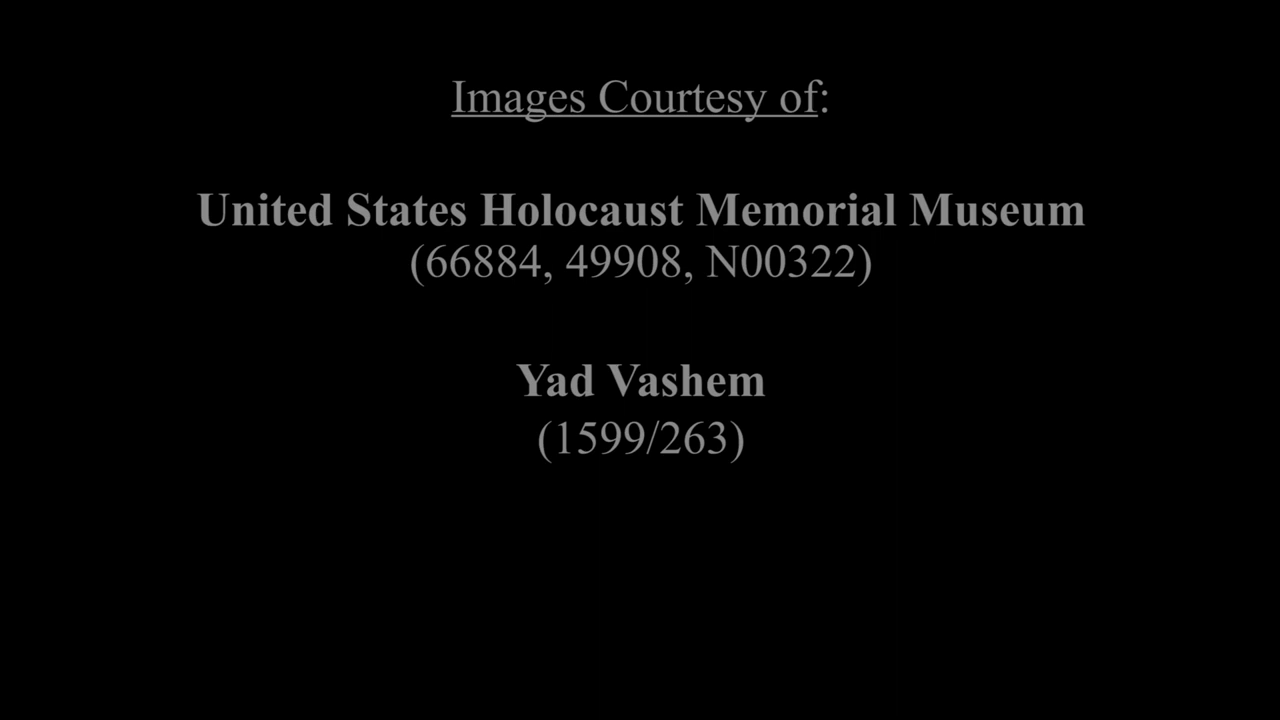 Images Courtesy of:
United States Holocaust Memorial Museum
(66884, 49908, N00322)
Yad Vashem
(1599/263)